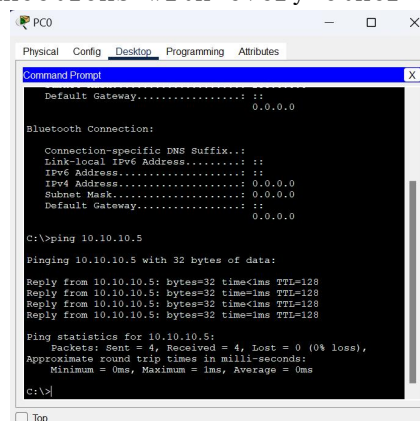 PC0
Physical Config Desktop Programming Attributes
Command Prompt X
Default Gateway.................: ::
0.0.0.0
Bluetooth Connection:
Connection-specific DNS Suffix..:
Link-local IPv6 Address.........: ::
IPv6 Address....................: ::
IPv4 Address....................: 0.0.0.0
Subnet Mask.....................: 0.0.0.0
Default Gateway.................: ::
0.0.0.0
C:\>ping 10.10.10.5
Pinging 10.10.10.5 with 32 bytes of data:
Reply from 10.10.10.5: bytes=32 time<1ms TTL=128
Reply from 10.10.10.5: bytes=32 time=1ms TTL=128
Reply from 10.10.10.5: bytes=32 time<1ms TTL=128
Reply from 10.10.10.5: bytes=32 time=1ms TTL=128
Ping statistics for 10.10.10.5:
Packets: Sent = 4, Received = 4, Lost = 0 (0% loss),
Approximate round trip times in milli-seconds:
Minimum = 0ms, Maximum = 1ms, Average = 0ms
C:\>
Top